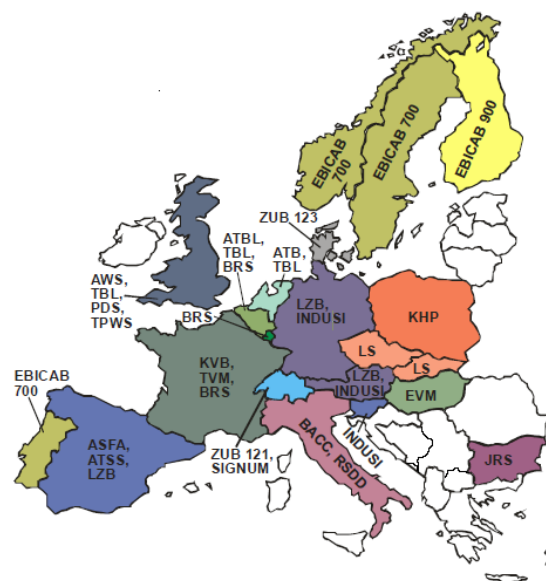 EBICAB 700
EBICAB 700
EBICAB 900
ZUB 123
ATBL,
TBL,
BRS
ATB,
TBL
AWS,
TBL,
PDS,
TPWS
BRS
LZB,
INDUSI
KHP
LS
LS
KVB,
TVM,
BRS
LZB,
INDUSI
EVM
EBICAB
700
ASFA,
ATSS,
LZB
ZUB 121,
SIGNUM
BACC, RSDD
INDUSI
JRS